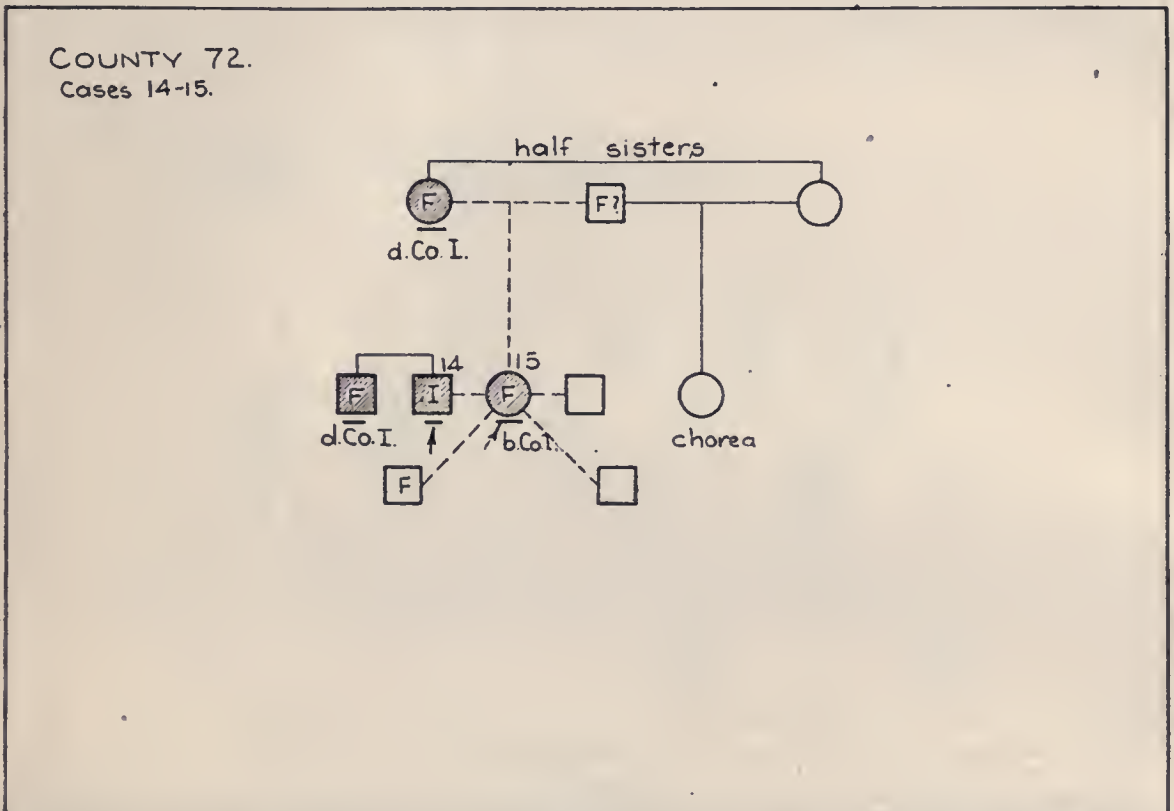 COUNTY 72.
Cases 14-15.
half sisters
F
F?
d.Co.I.
14
15
F
I
F
d.Co.I.
b.Co.I.
chorea
F